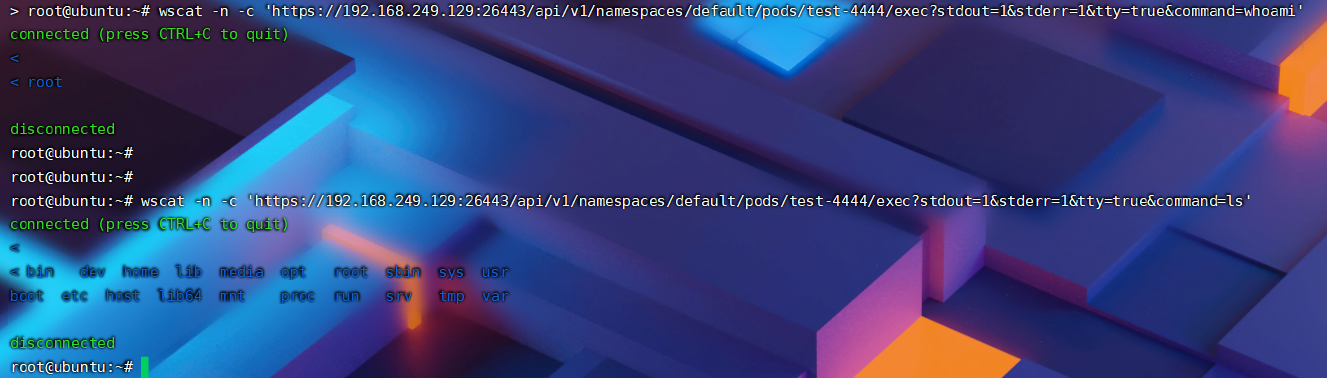 > root@ubuntu:~# wscat -n -c 'https://192.168.249.129:26443/api/v1/namespaces/default/pods/test-4444/exec?stdout=1&stderr=1&tty=true&command=whoami'
connected (press CTRL+C to quit)
<
< root
disconnected
root@ubuntu:~#
root@ubuntu:~#
root@ubuntu:~# wscat -n -c 'https://192.168.249.129:26443/api/v1/namespaces/default/pods/test-4444/exec?stdout=1&stderr=1&tty=true&command=ls'
connected (press CTRL+C to quit)
<
< bin   dev  home  lib  media  opt   root  sbin  sys  usr
boot  etc  host  lib64  mnt    proc  run   srv   tmp  var
disconnected
root@ubuntu:~#